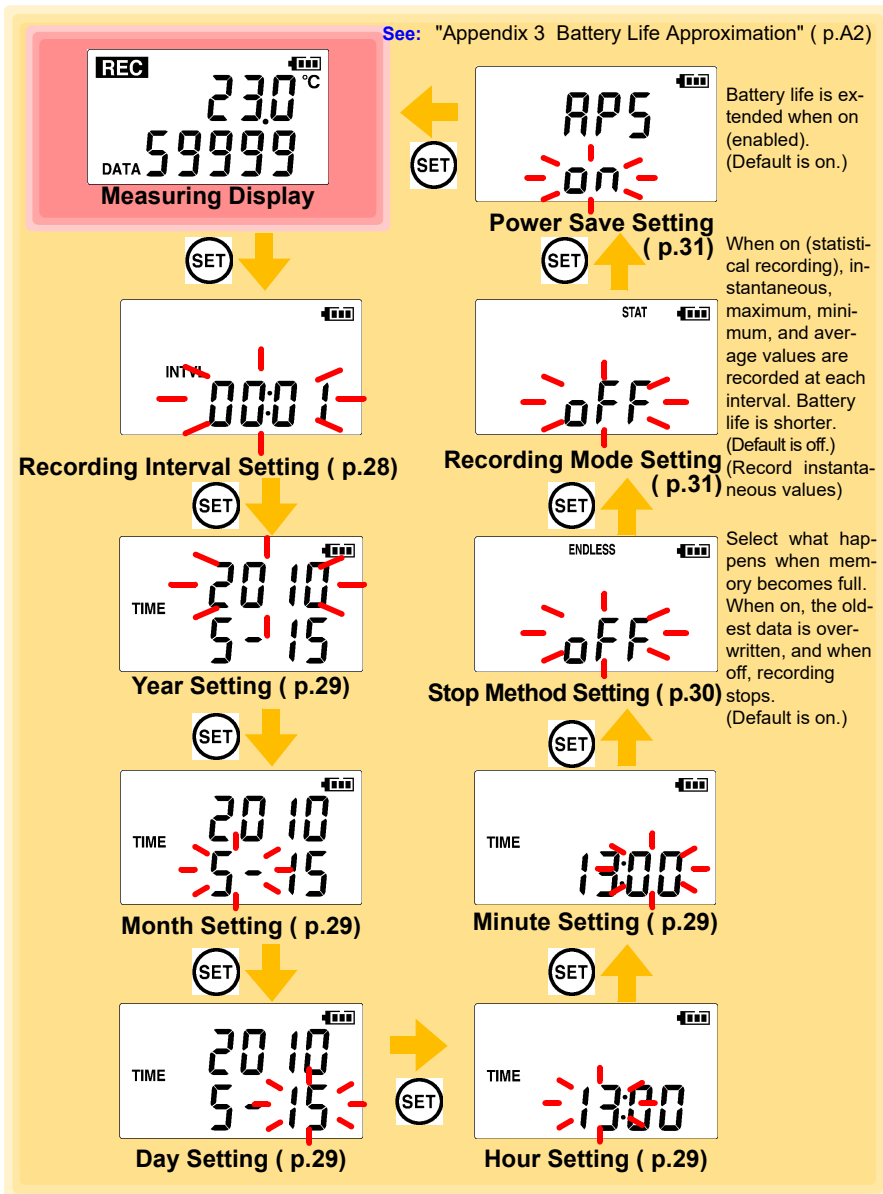 See: "Appendix 3 Battery Life Approximation" ( p.A2)
REC
23.0 °C
DATA 59999
Measuring Display
SET
INTVL
00:01
Recording Interval Setting ( p.28)
SET
2010
TIME
5-15
Year Setting ( p.29)
SET
2010
TIME
5-15
Month Setting ( p.29)
SET
2010
TIME
5-15
Day Setting ( p.29)
SET
TIME
13:00
Hour Setting ( p.29)
SET
TIME
13:00
Minute Setting ( p.29)
SET
ENDLESS
oFF
Stop Method Setting ( p.30)
Select what hap-
pens when mem-
ory becomes full.
When on, the old-
est data is over-
written, and when
off, recording
stops.
(Default is on.)
SET
STAT
oFF
Recording Mode Setting
( p.31)
When on (statisti-
cal recording), in-
stantaneous,
maximum, mini-
mum, and aver-
age values are
recorded at each
interval. Battery
life is shorter.
(Default is off.)
(Record instanta-
neous values)
SET
APS
on
Power Save Setting
( p.31)
Battery life is ex-
tended when on
(enabled).
(Default is on.)
SET